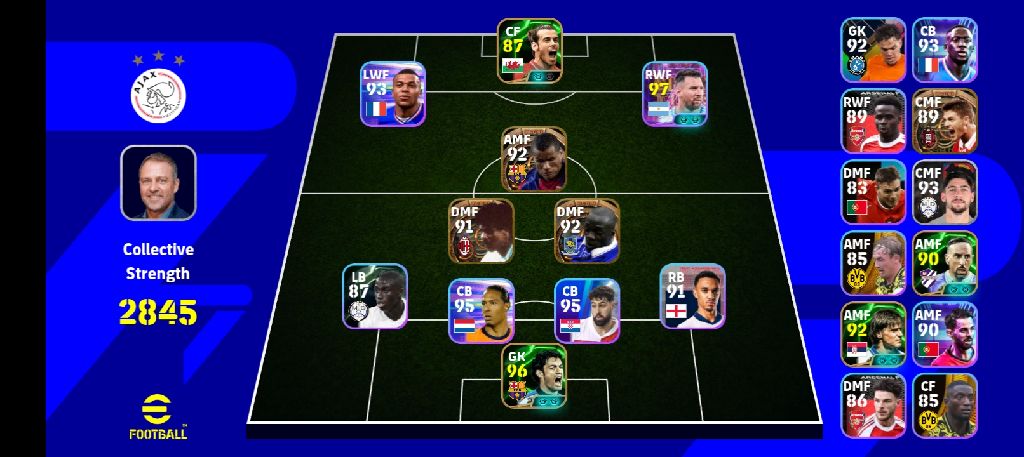 AJAX
Collective
Strength
2845
FOOTBALL
CF
87
LWF
93
RWF
97
AMF
92
DMF
91
DMF
92
LB
87
CB
95
CB
95
RB
91
GK
96
GK
92
CB
93
RWF
89
CMF
89
DMF
83
CMF
93
AMF
85
AMF
90
AMF
92
AMF
90
DMF
86
CF
85